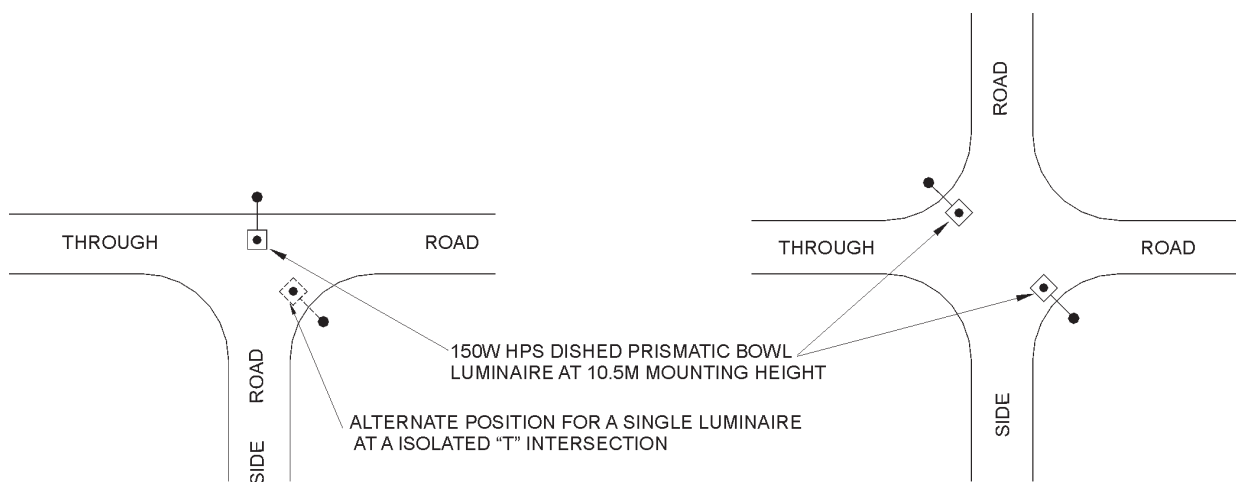 THROUGH
ROAD
ROAD
SIDE
150W HPS DISHED PRISMATIC BOWL
LUMINAIRE AT 10.5M MOUNTING HEIGHT
ALTERNATE POSITION FOR A SINGLE LUMINAIRE
AT A ISOLATED “T” INTERSECTION
ROAD
THROUGH
ROAD
SIDE